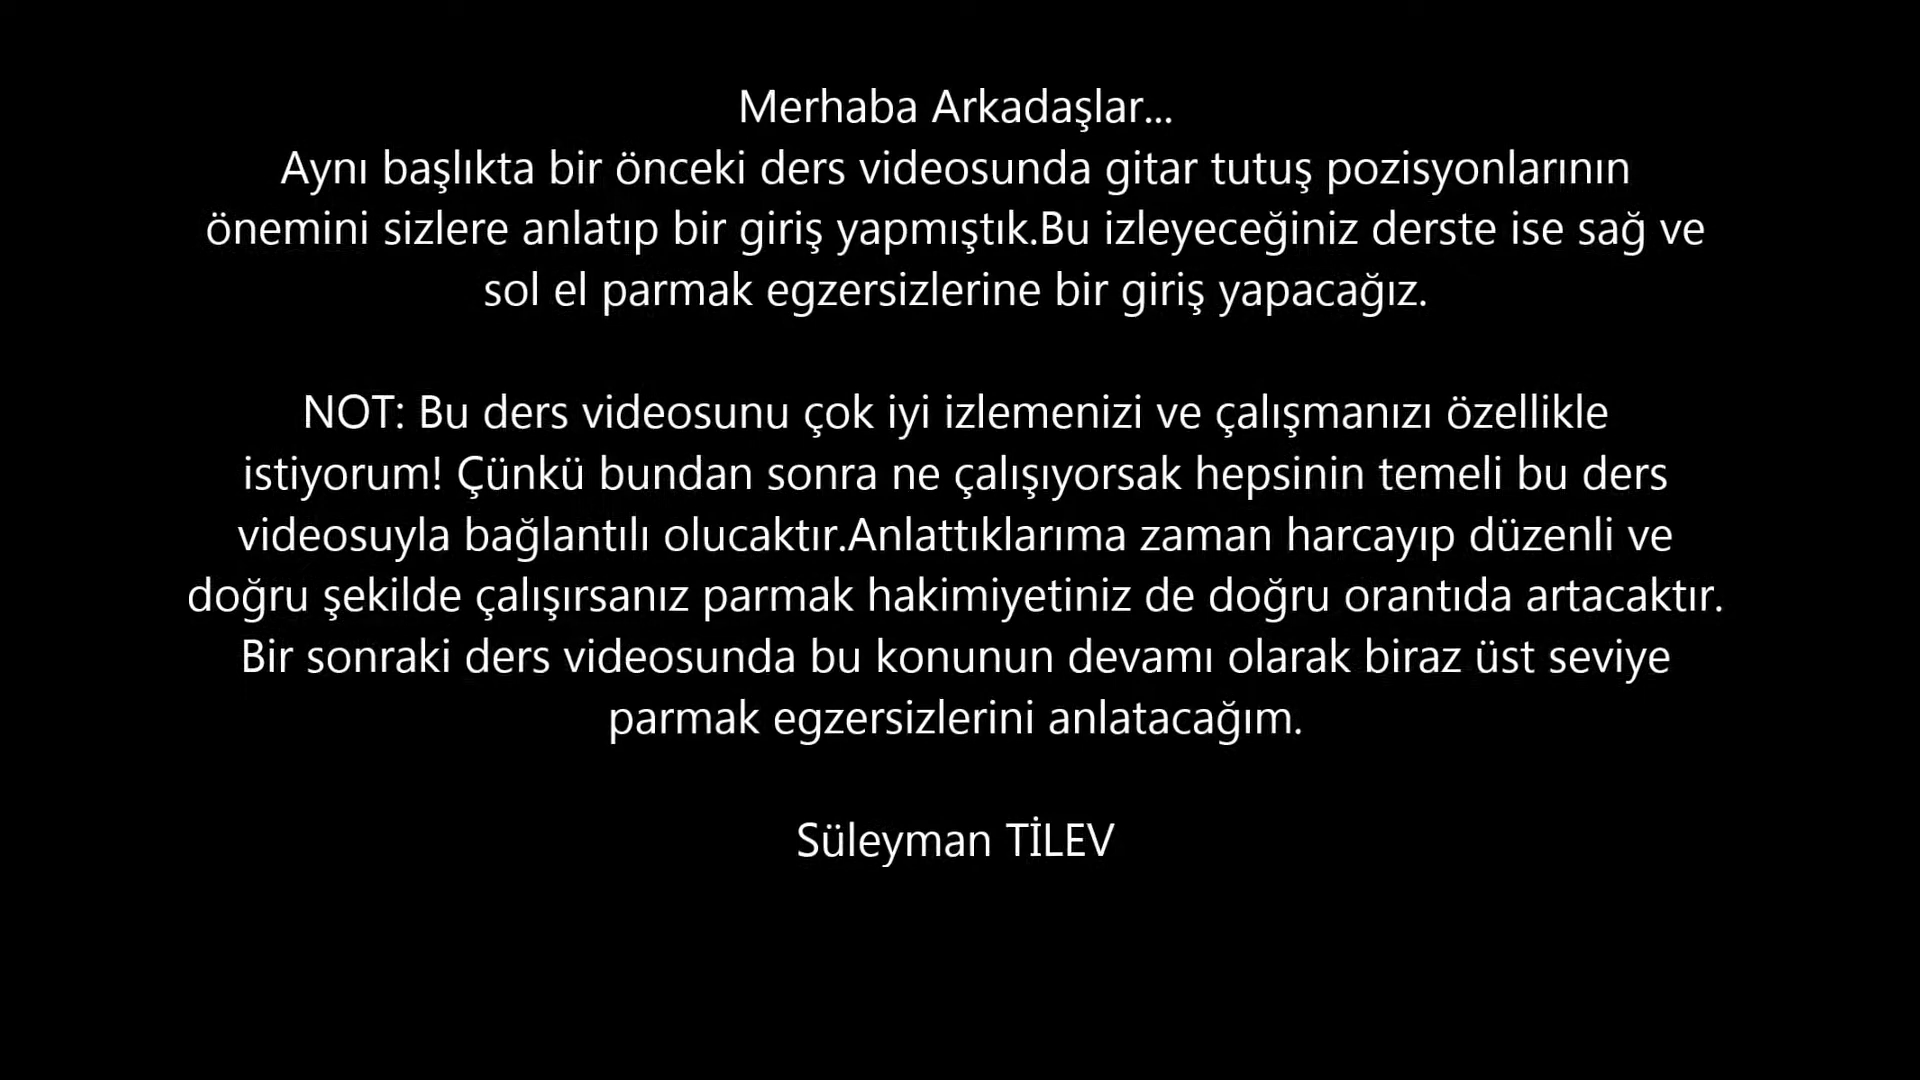 Merhaba Arkadaşlar...
Aynı başlıkta bir önceki ders videosunda gitar tutuş pozisyonlarının
önemini sizlere anlatıp bir giriş yapmıştık.Bu izleyeceğiniz derste ise sağ ve
sol el parmak egzersizlerine bir giriş yapacağız.
NOT: Bu ders videosunu çok iyi izlemenizi ve çalışmanızı özellikle
istiyorum! Çünkü bundan sonra ne çalışıyorsak hepsinin temeli bu ders
videosuyla bağlantılı olucaktır.Anlattıklarıma zaman harcayıp düzenli ve
doğru şekilde çalışırsanız parmak hakimiyetiniz de doğru orantıda artacaktır.
Bir sonraki ders videosunda bu konunun devamı olarak biraz üst seviye
parmak egzersizlerini anlatacağım.
Süleyman TİLEV